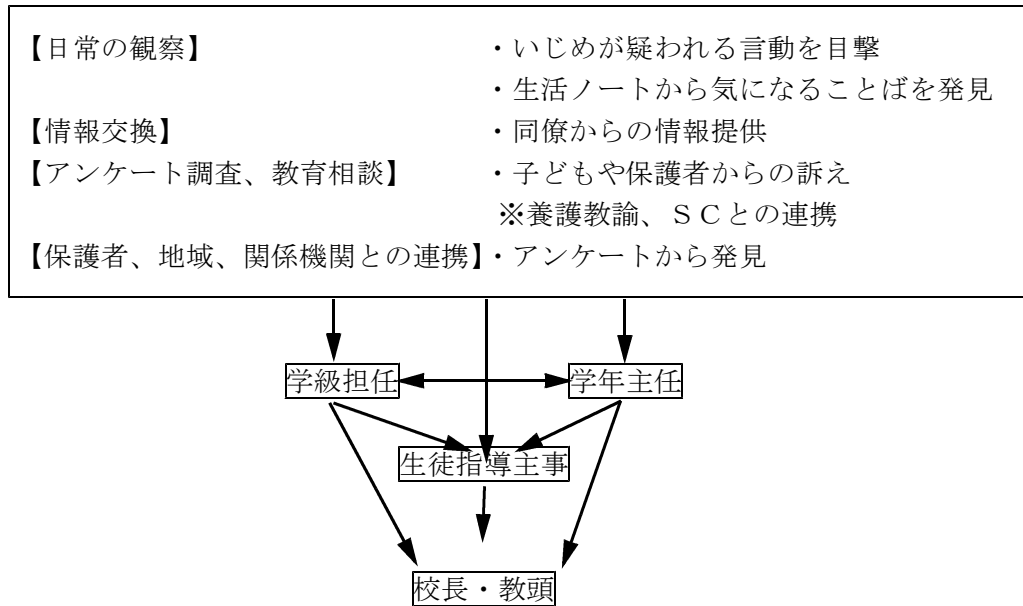 【日常の観察】 ・いじめが疑われる言動を目撃
・生活ノートから気になることばを発見
【情報交換】 ・同僚からの情報提供
【アンケート調査、教育相談】 ・子どもや保護者からの訴え
※養護教諭、ＳＣとの連携
【保護者、地域、関係機関との連携】・アンケートから発見
学級担任 学年主任
生徒指導主事
校長・教頭